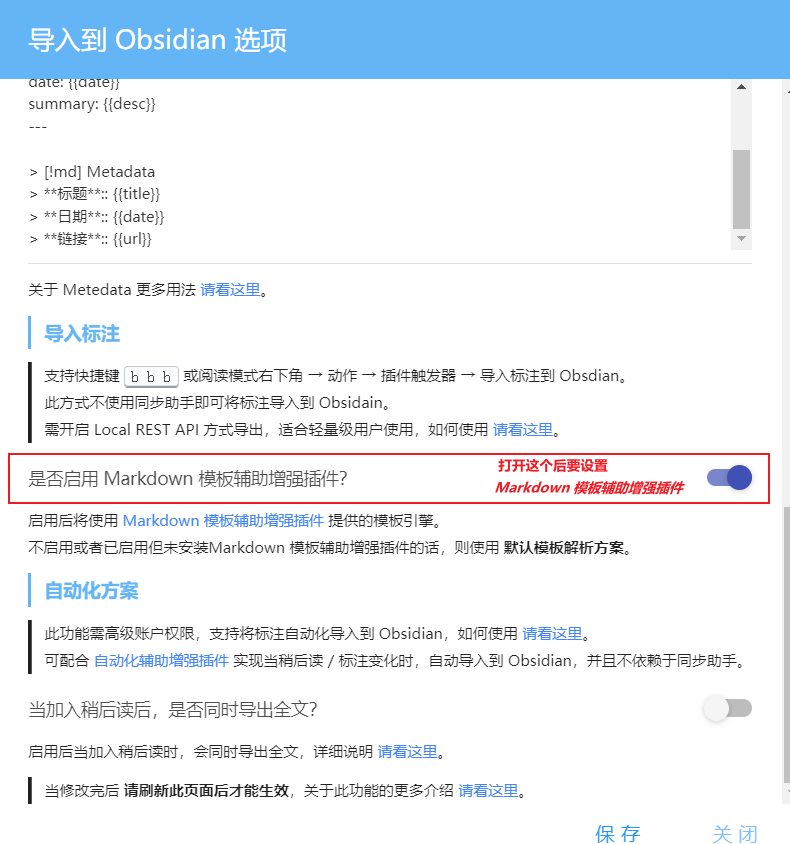 导入到 Obsidian 选项
date: {{date}}
summary: {{desc}}
---
> [!md] Metadata
> **标题**:: {{title}}
> **日期**:: {{date}}
> **链接**:: {{url}}
关于 Metedata 更多用法 请看这里。
导入标注
支持快捷键 b b b 或阅读模式右下角 → 动作 → 插件触发器 → 导入标注到 Obsdian。
此方式不使用同步助手即可将标注导入到 Obsidain。
需开启 Local REST API 方式导出，适合轻量级用户使用，如何使用 请看这里。
是否启用 Markdown 模板辅助增强插件?
打开这个后要设置
Markdown 模板辅助增强插件
启用后将使用 Markdown 模板辅助增强插件 提供的模板引擎。
不启用或者已启用但未安装Markdown 模板辅助增强插件的话，则使用 默认模板解析方案。
自动化方案
此功能需高级账户权限，支持将标注自动化导入到 Obsidian，如何使用 请看这里。
可配合 自动化辅助增强插件 实现当稍后读 / 标注变化时，自动导入到 Obsidian，并且不依赖于同步助手。
当加入稍后读后，是否同时导出全文?
启用后当加入稍后读时，会同时导出全文，详细说明 请看这里。
当修改完后 请刷新此页面后才能生效，关于此功能的更多介绍 请看这里。
保 存
关 闭